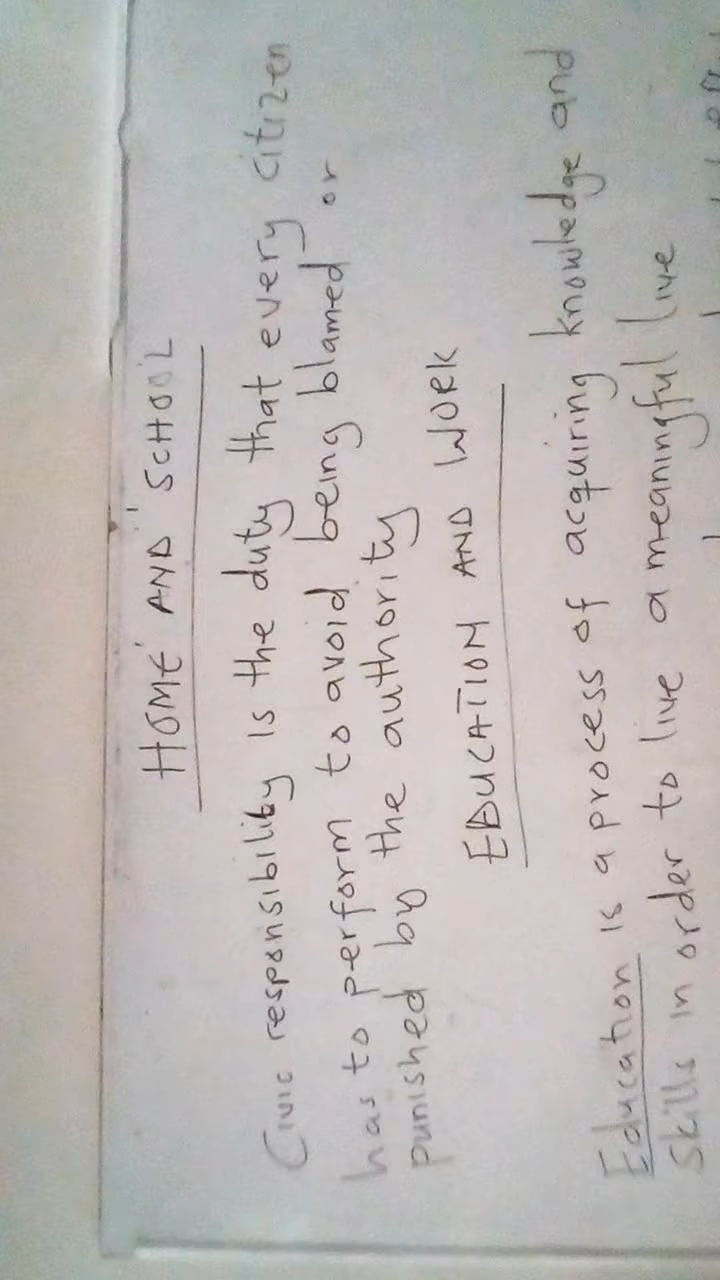 HOME AND SCHOOL
Civic responsibility is the duty that every citizen
has to perform to avoid being blamed or
punished by the authority
EDUCATION AND WORK
Education is a process of acquiring knowledge and
skills in order to live a meaningful live